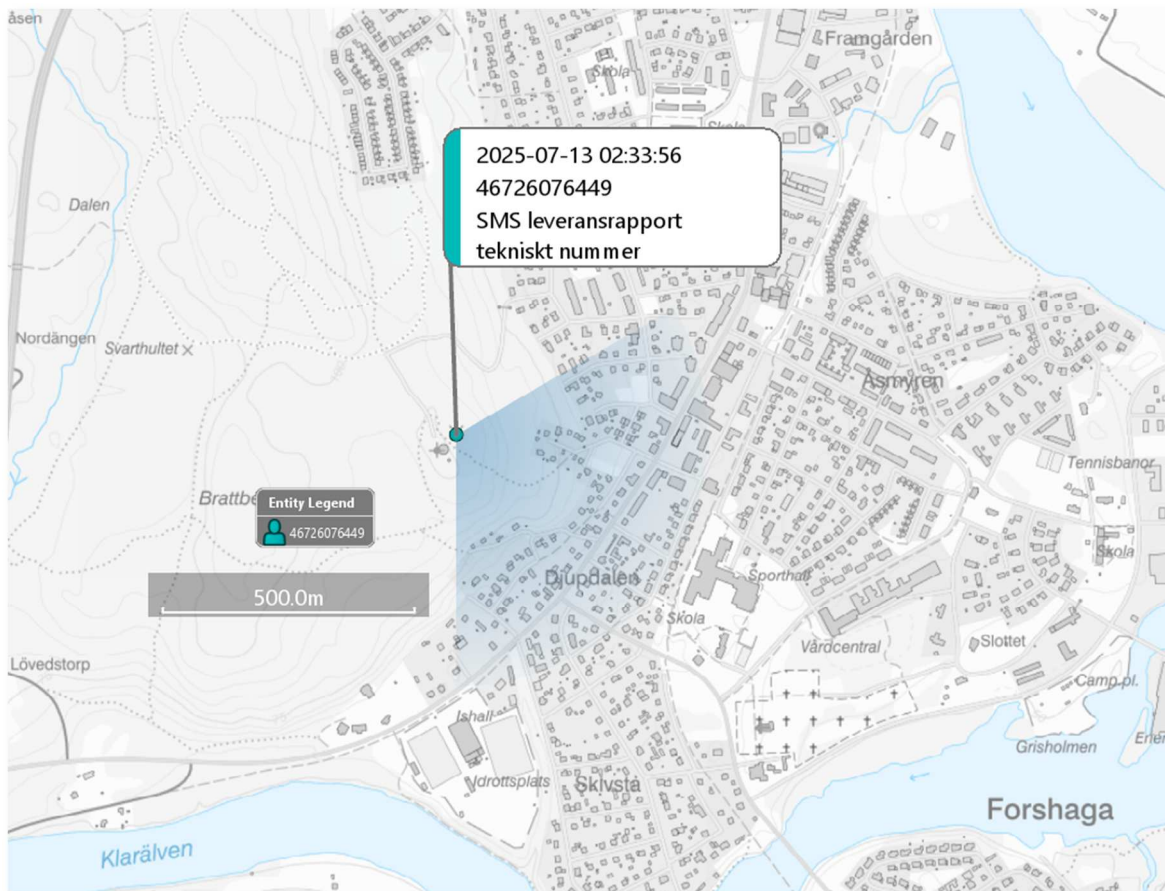 åsen
Framgården
Skola
Skola
2025-07-13 02:33:56
46726076449
SMS leveransrapport
tekniskt nummer
Dalen
Nordängen
Svarthultet
Åsmyren
Tennisbanor
Entity Legend
46726076449
500.0m
Djupdalen
Sporthall
Skola
Skola
Vårdcentral
Slottet
Lövedstorp
Camp.pl.
Ishall
Grisholmen
Idrottsplats
Skivsta
Forshaga
Klarälven